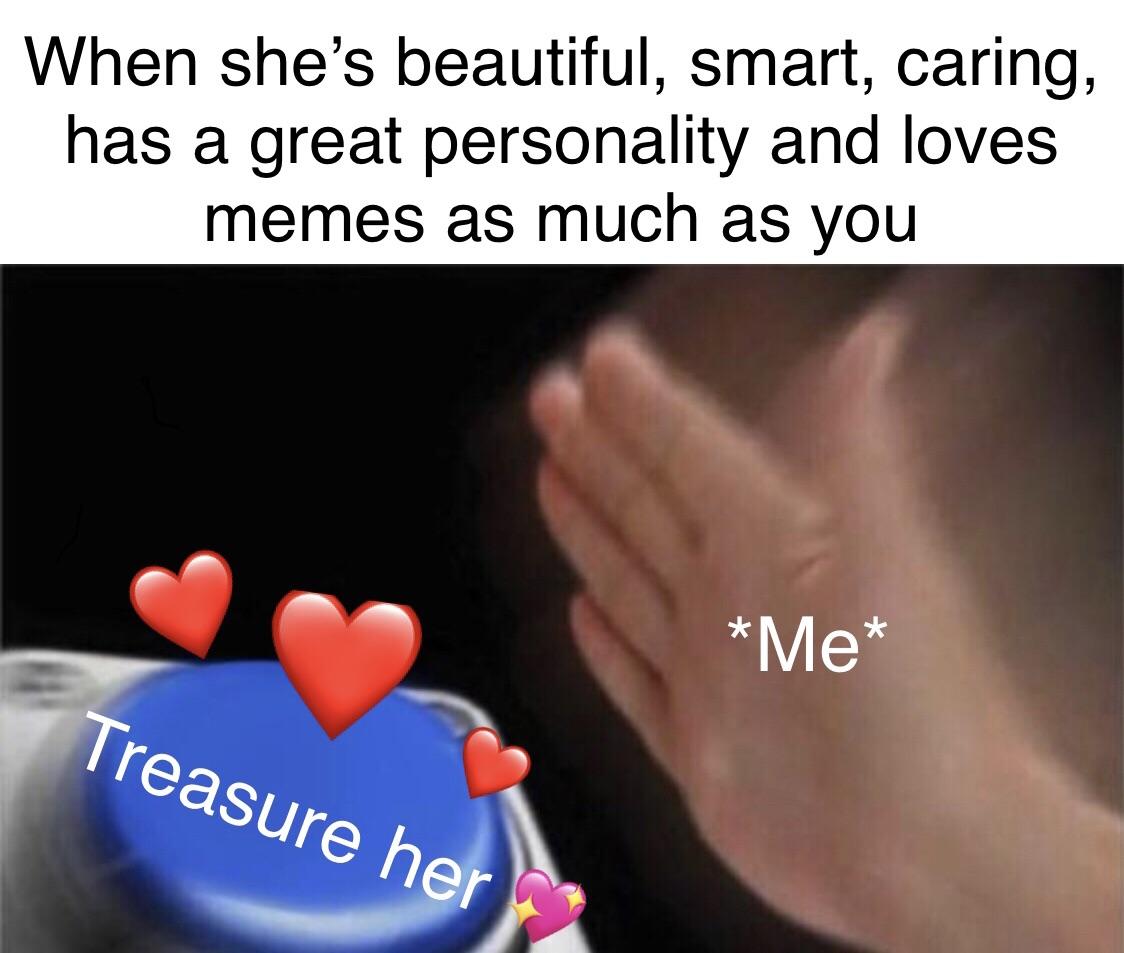 When she’s beautiful, smart, caring,
has a great personality and loves
memes as much as you
*Me*
Treasure her